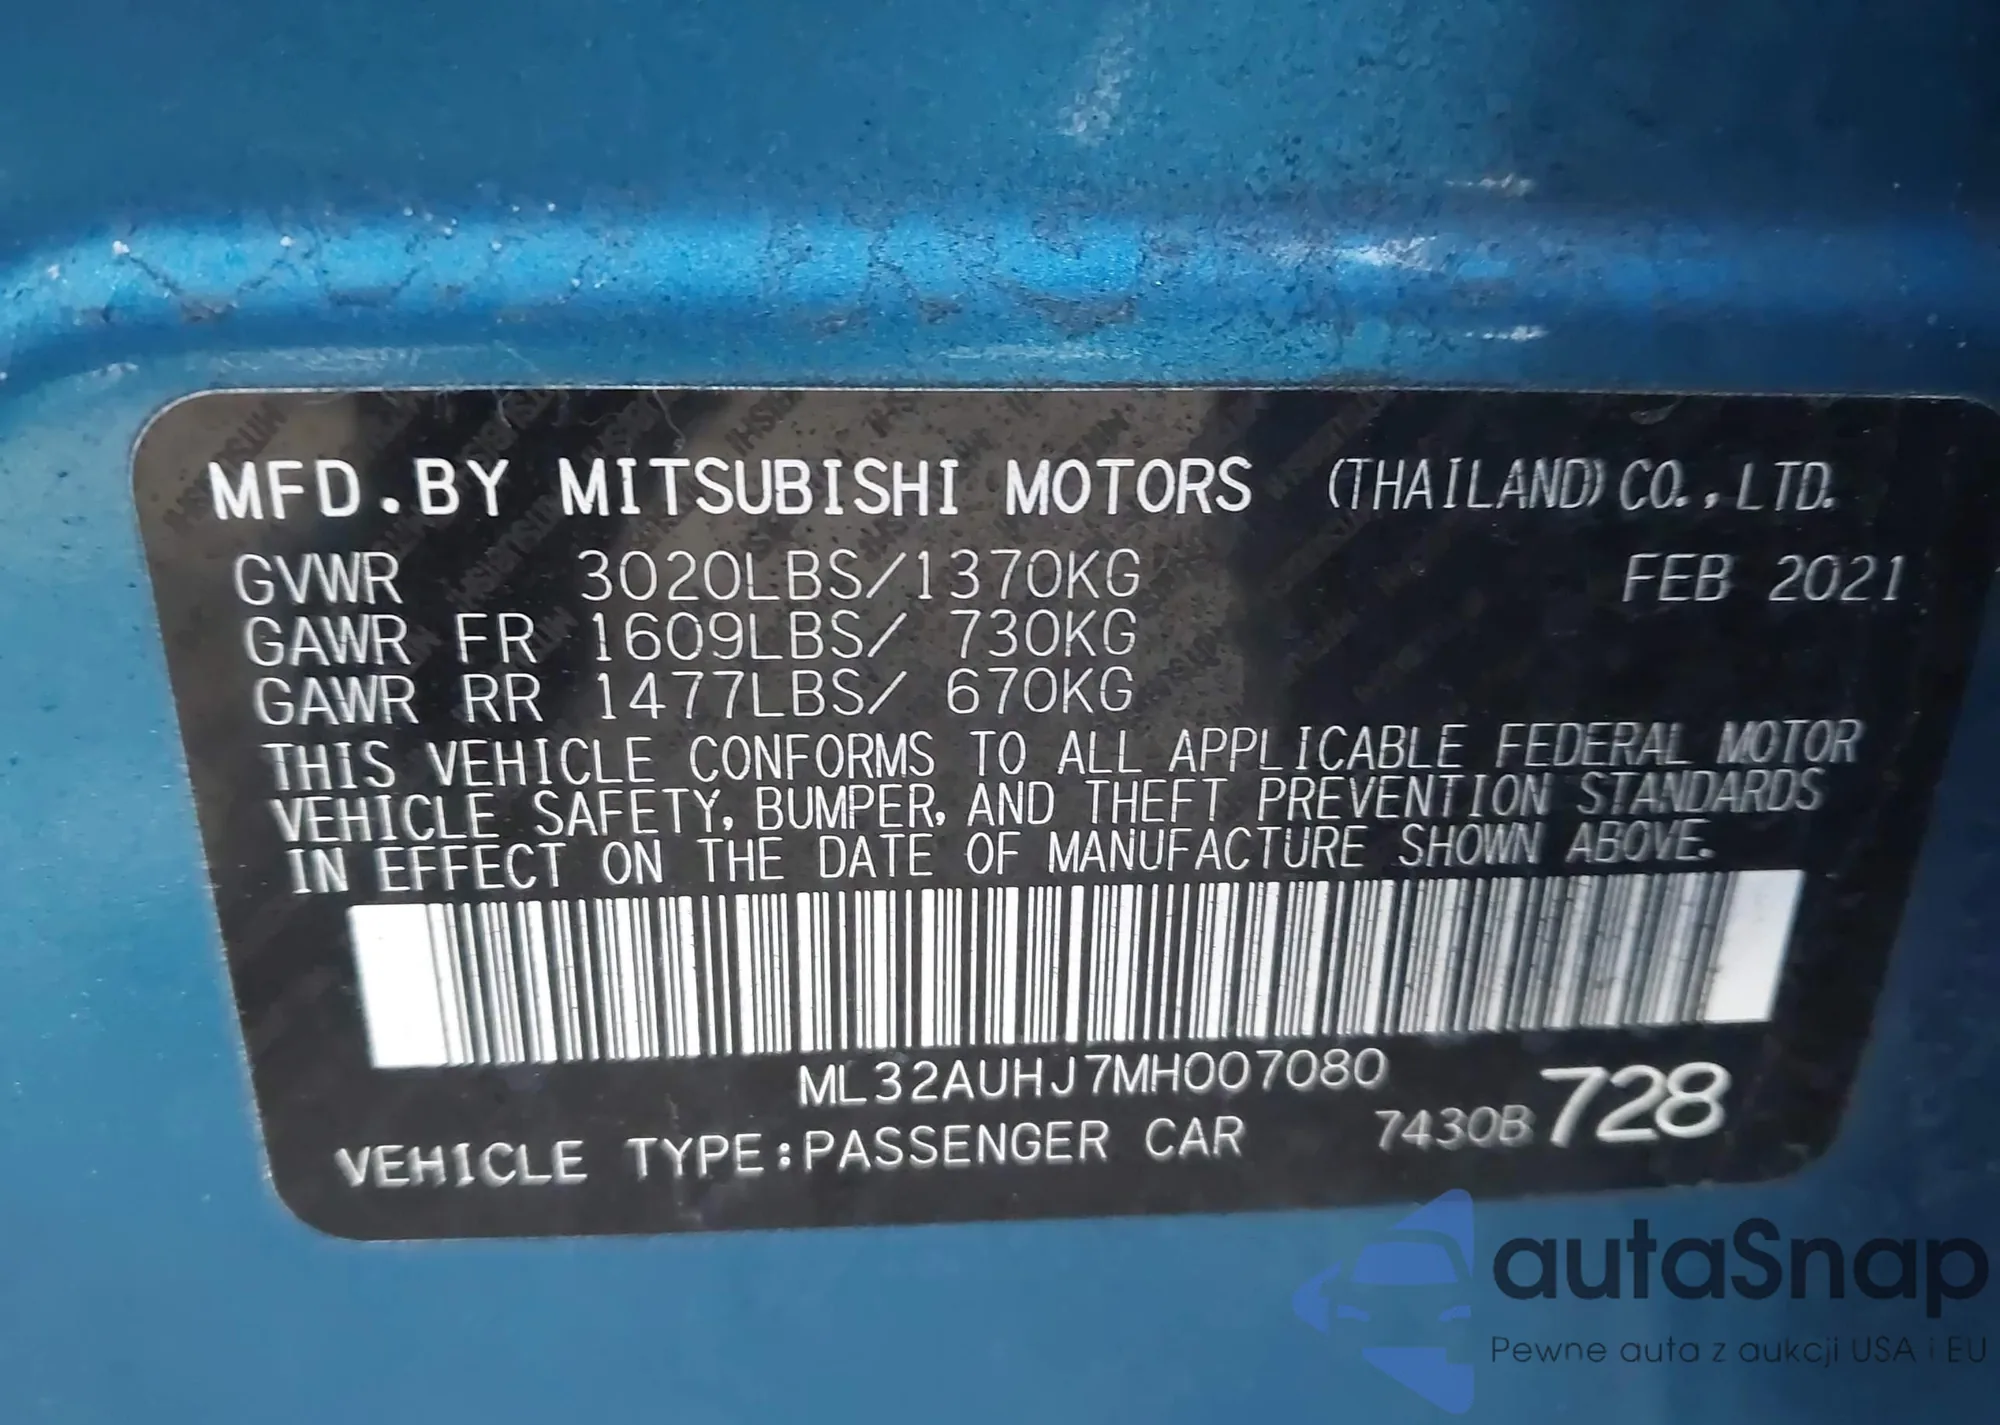 MFD.BY MITSUBISHI MOTORS (THAILAND) CO.,LTD.
GVWR 3020LBS/1370KG FEB 2021
GAWR FR 1609LBS/ 730KG
GAWR RR 1477LBS/ 670KG
THIS VEHICLE CONFORMS TO ALL APPLICABLE FEDERAL MOTOR
VEHICLE SAFETY, BUMPER, AND THEFT PREVENTION STANDARDS
IN EFFECT ON THE DATE OF MANUFACTURE SHOWN ABOVE.
ML32AUHJ7MH007080
VEHICLE TYPE:PASSENGER CAR 7430B 728
autaSnap
Pewne auta z aukcji USA i EU